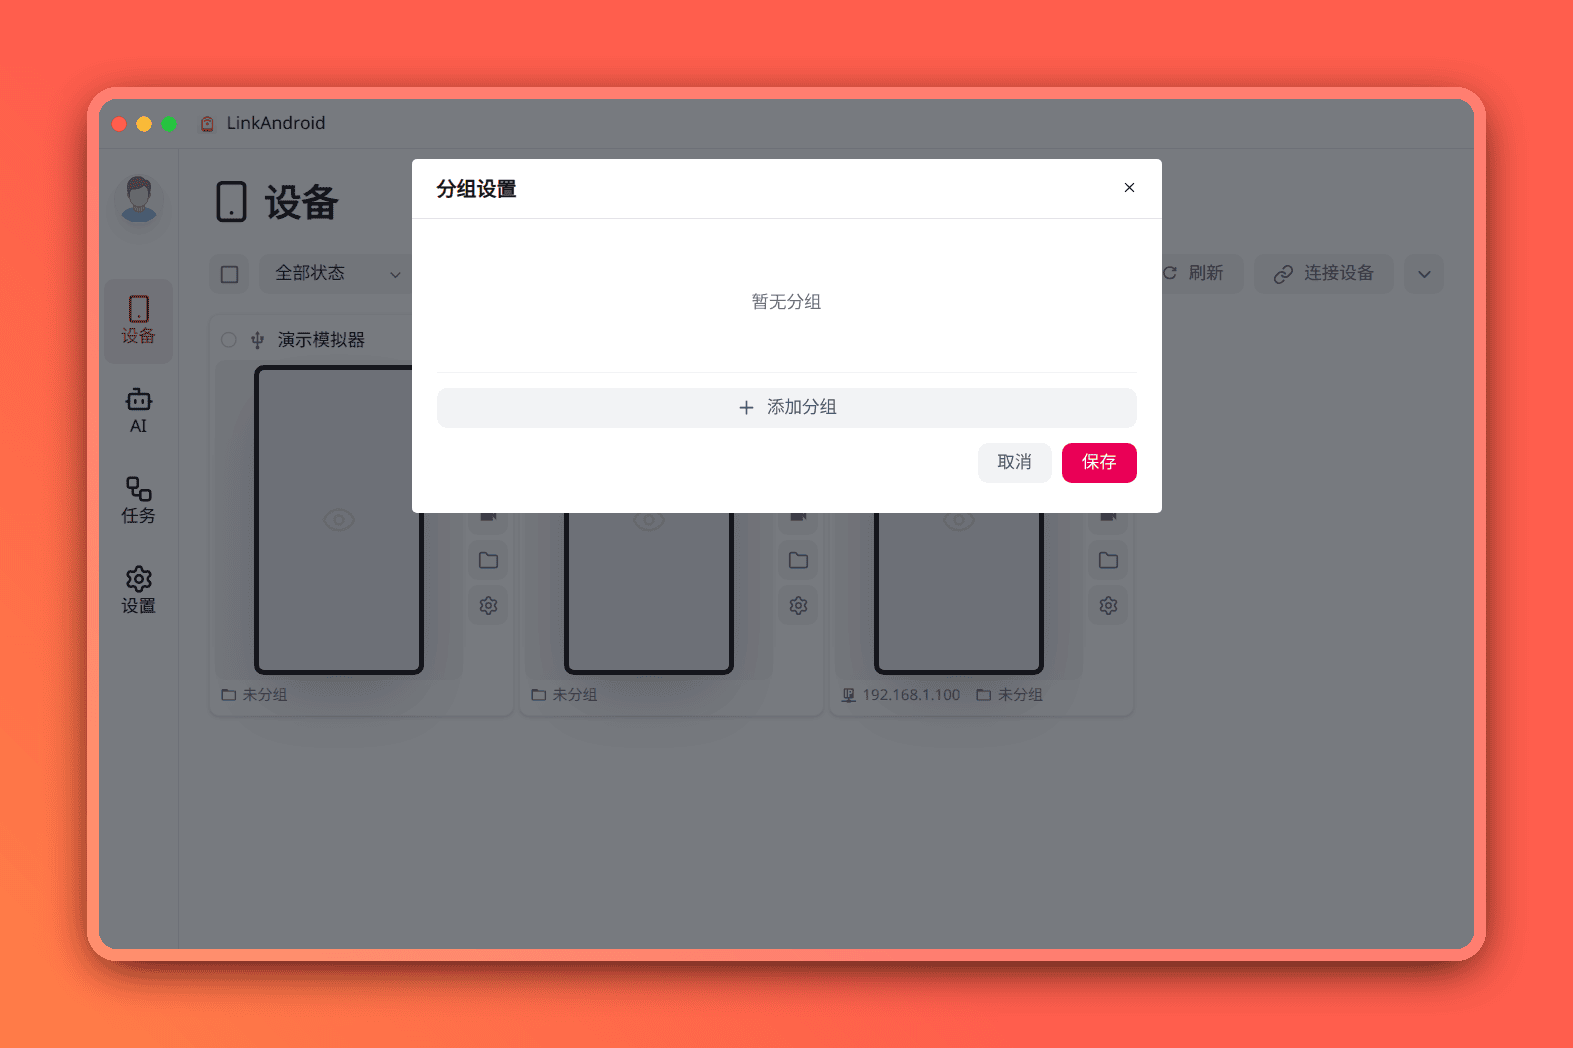 LinkAndroid
设备
全部状态
刷新
连接设备
设备
AI
任务
设置
演示模拟器
分组设置
暂无分组
添加分组
取消
保存
未分组
未分组
192.168.1.100
未分组